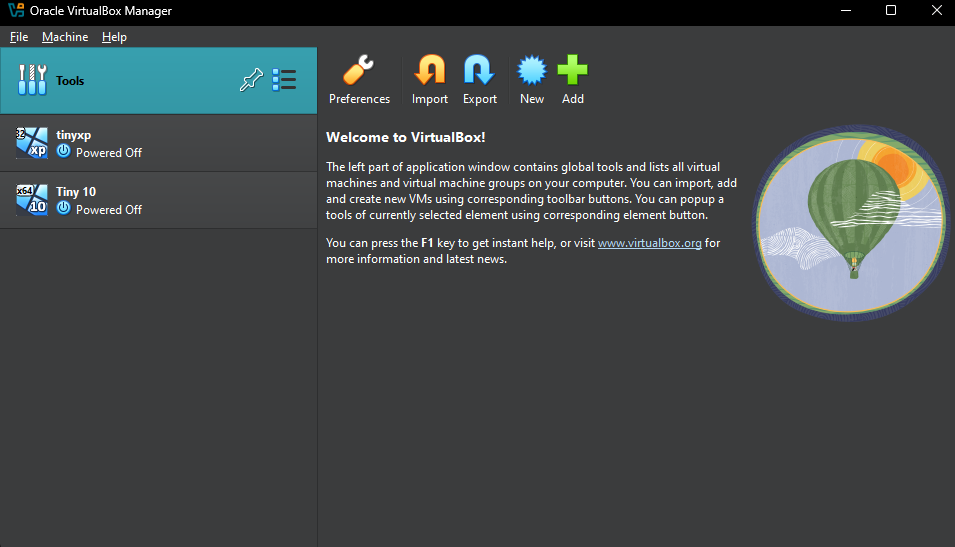 Oracle VirtualBox Manager
File Machine Help
Tools
Preferences Import Export New Add
tinyxp
Powered Off
xp
Tiny 10
Powered Off
x64
10
Welcome to VirtualBox!
The left part of application window contains global tools and lists all virtual
machines and virtual machine groups on your computer. You can import, add
and create new VMs using corresponding toolbar buttons. You can popup a
tools of currently selected element using corresponding element button.
You can press the F1 key to get instant help, or visit www.virtualbox.org for
more information and latest news.